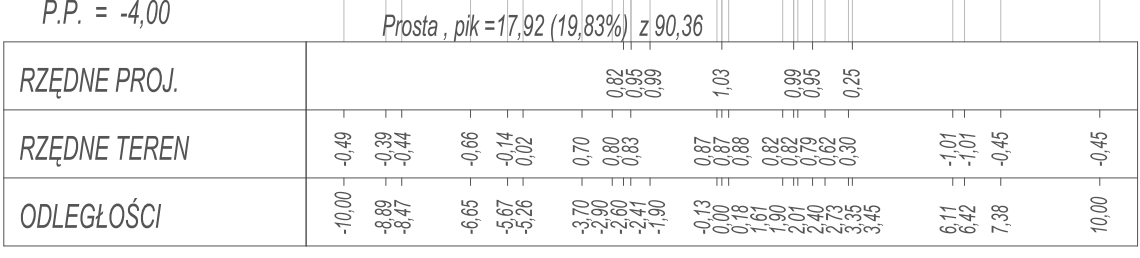 P.P. = -4,00
Prosta , pik =17,92 (19,83%) z 90,36
RZĘDNE PROJ. 0,82 0,95 0,99 1,03 0,99 0,95 0,25
RZĘDNE TEREN -0,49 -0,39 -0,44 -0,66 -0,14 0,02 0,70 0,80 0,83 0,87 0,87 0,88 0,82 0,82 0,79 0,62 0,30 -1,01 -1,01 -0,45 -0,45
ODLEGŁOŚCI -10,00 -8,89 -8,47 -6,65 -5,67 -5,26 -3,70 -2,90 -2,60 -2,41 -1,90 -0,13 0,00 0,18 1,61 1,90 2,01 2,40 2,73 3,35 3,45 6,11 6,42 7,38 10,00